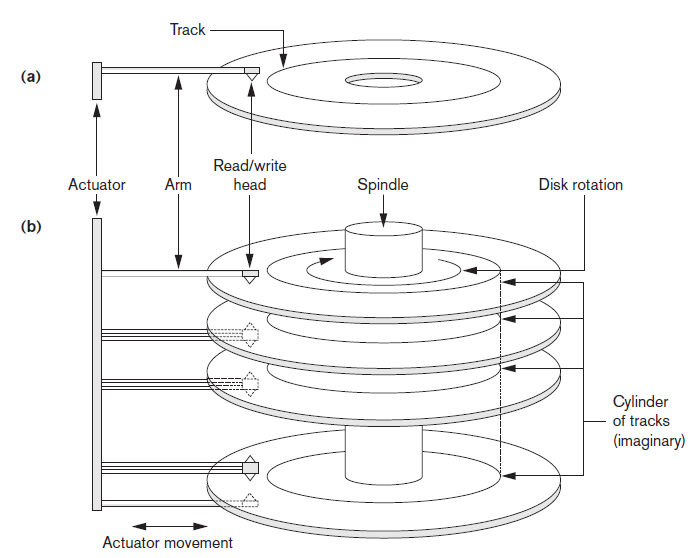 Track
(a)
Read/write
head
Actuator
Arm
Spindle
Disk rotation
(b)
Cylinder
of tracks
(imaginary)
Actuator movement